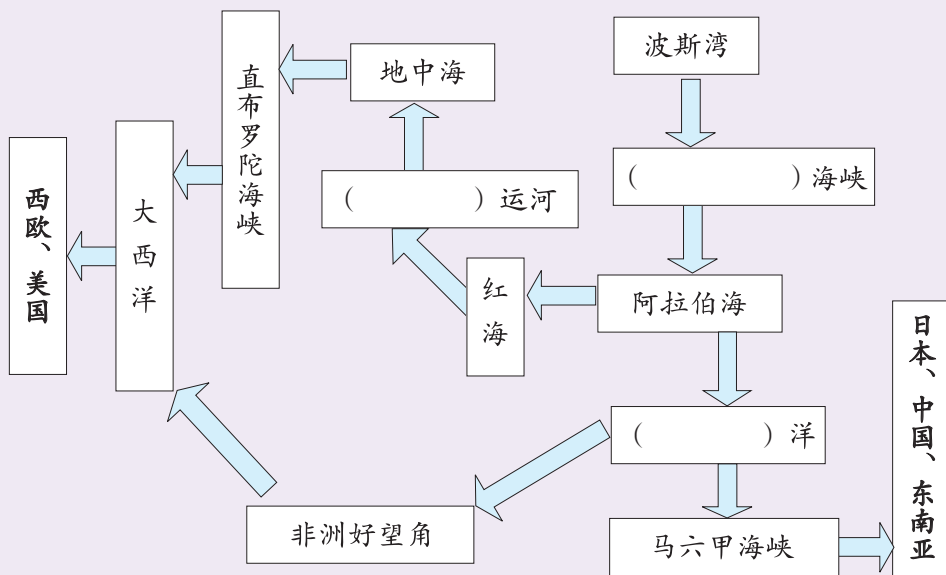 波斯湾
地中海
直布罗陀海峡
(　　　　)海峡
(　　　　)运河
大西洋
西欧、美国
红海
阿拉伯海
日本、中国、东南亚
(　　　　)洋
非洲好望角
马六甲海峡